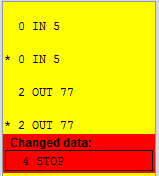 0 IN 5
* 0 IN 5
2 OUT 77
* 2 OUT 77
Changed data:
4 STOP